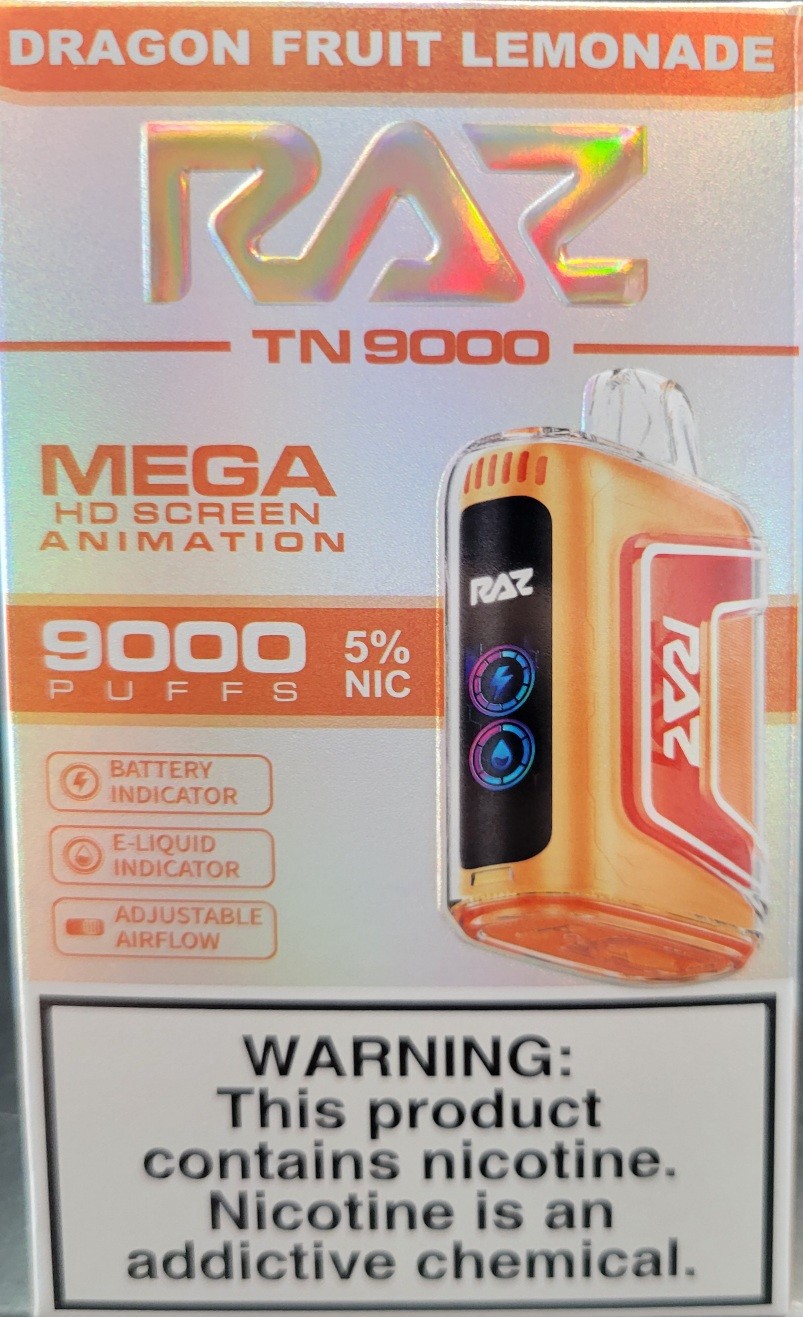 DRAGON FRUIT LEMONADE
RAZ
TN 9000
MEGA
HD SCREEN
ANIMATION
9000
PUFFS
5%
NIC
BATTERY
INDICATOR
E-LIQUID
INDICATOR
ADJUSTABLE
AIRFLOW
RAZ
RAZ
WARNING:
This product
contains nicotine.
Nicotine is an
addictive chemical.